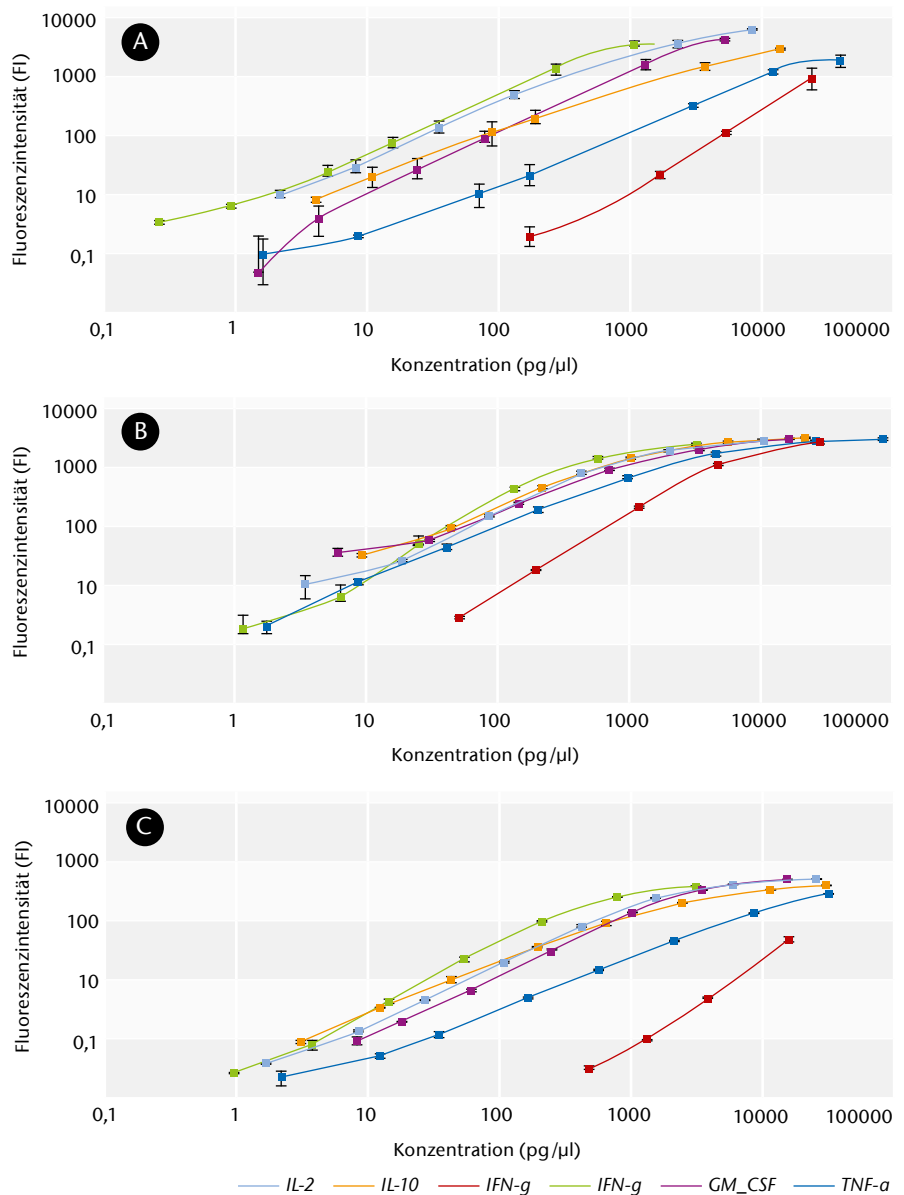 A
Fluoreszenzintensität (FI)
10000
1000
100
10
0,1
0,1 1 10 100 1000 10000 100000
Konzentration (pg/µl)
B
Fluoreszenzintensität (FI)
10000
1000
100
10
0,1
0,1 1 10 100 1000 10000 100000
Konzentration (pg/µl)
C
Fluoreszenzintensität (FI)
10000
1000
100
10
0,1
0,1 1 10 100 1000 10000 100000
Konzentration (pg/µl)
IL-2 IL-10 IFN-g IFN-g GM_CSF TNF-a